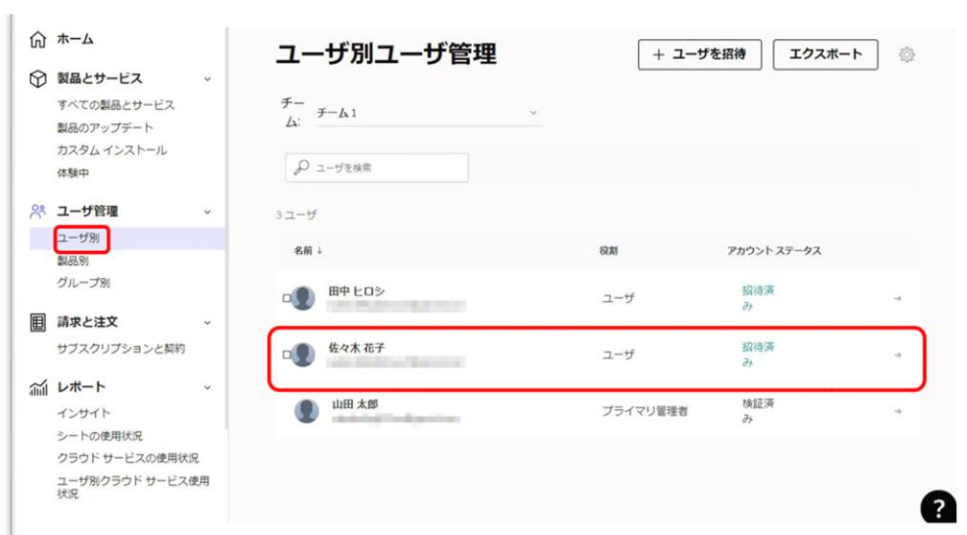 ホーム
製品とサービス
すべての製品とサービス
製品のアップデート
カスタム インストール
体験中
ユーザ管理
ユーザ別
製品別
グループ別
請求と注文
サブスクリプションと契約
レポート
インサイト
シートの使用状況
クラウド サービスの使用状況
ユーザ別クラウド サービス使用
状況
ユーザ別ユーザ管理
+ ユーザを招待
エクスポート
チー
ム:
チーム 1
ユーザを検索
3 ユーザ
名前 ↓ 役割 アカウント ステータス
田中 ヒロシ ユーザ 招待済
み →
佐々木 花子 ユーザ 招待済
み →
山田 太郎 プライマリ管理者 検証済
み →
?